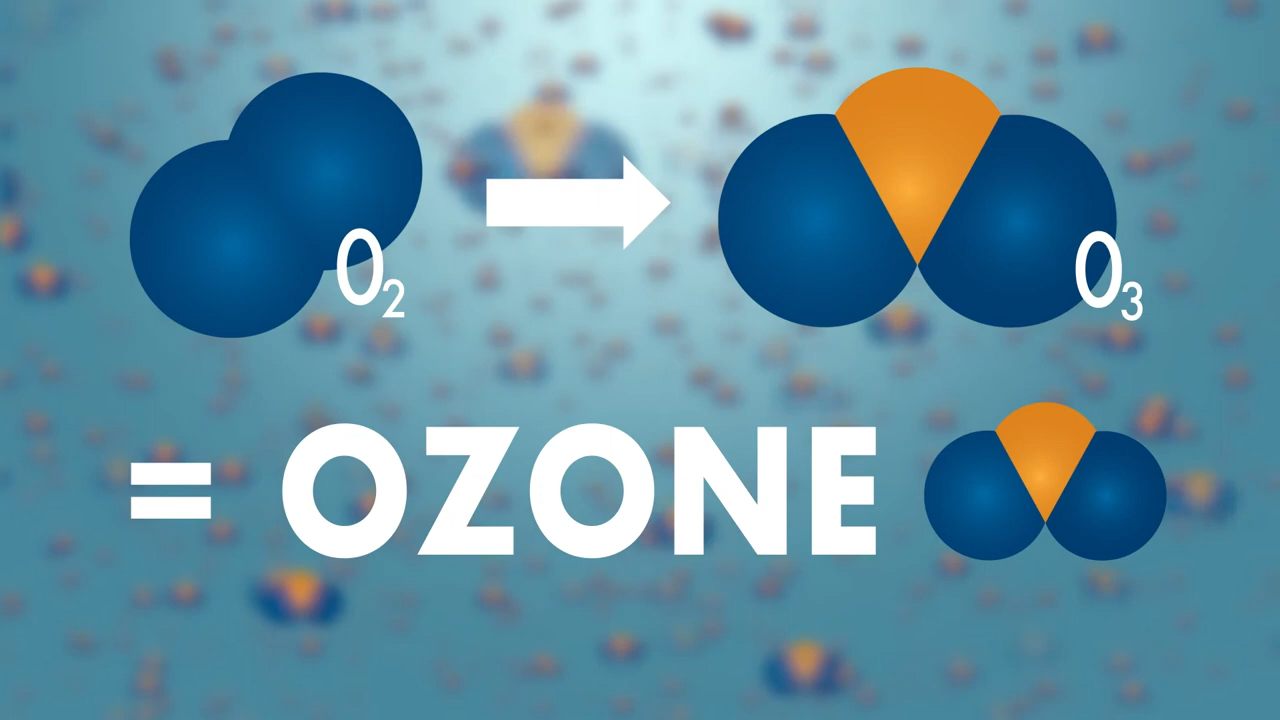 O₂
O₃
= OZONE